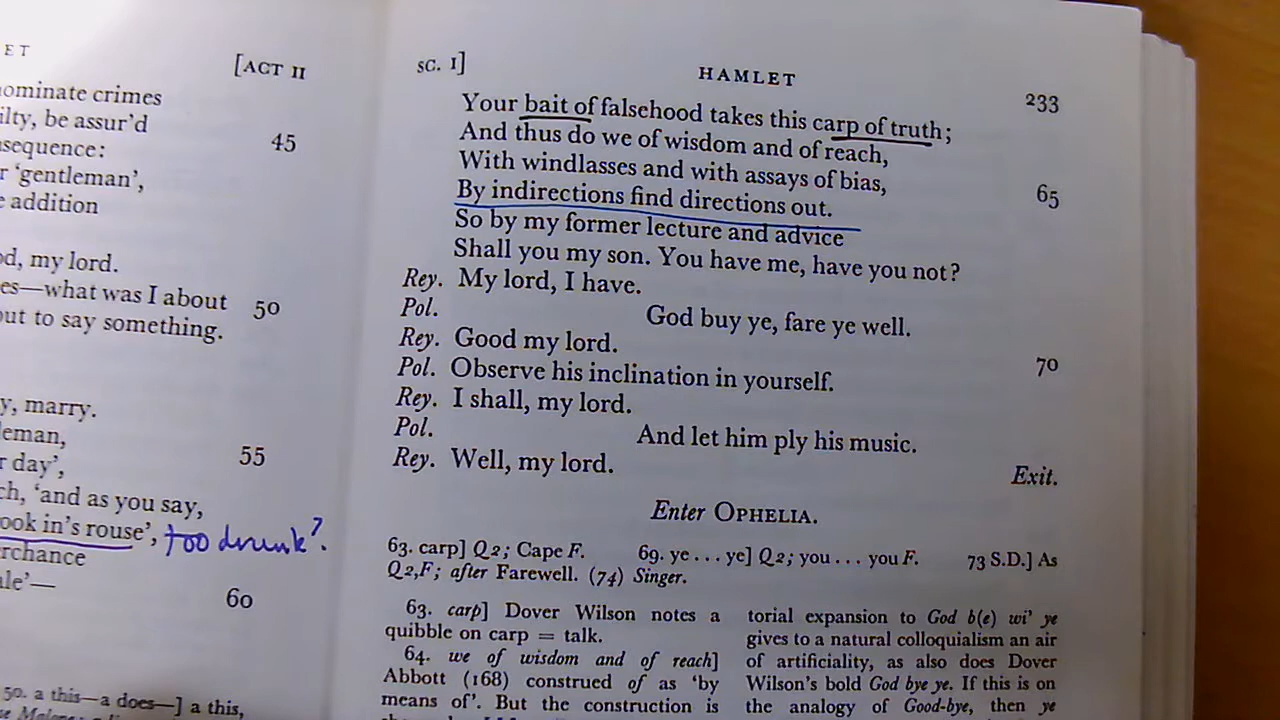 ET
[ACT II
ominate crimes
ilty, be assur'd
45
sequence:
r 'gentleman',
e addition
od, my lord.
es—what was I about
50
out to say something.
y, marry.
leman,
55
r day',
ch, 'and as you say,
ook in's rouse', too drunk?
rchance
ale'—
60
50. a this—a does—] a this,
SC. I]
HAMLET
233
Your bait of falsehood takes this carp of truth;
And thus do we of wisdom and of reach,
With windlasses and with assays of bias,
65
By indirections find directions out.
So by my former lecture and advice
Shall you my son. You have me, have you not?
Rey. My lord, I have.
Pol. God buy ye, fare ye well.
Rey. Good my lord.
70
Pol. Observe his inclination in yourself.
Rey. I shall, my lord.
Pol. And let him ply his music.
Rey. Well, my lord.
Exit.
Enter OPHELIA.
63. carp] Q2; Cape F. 69. ye . . . ye] Q2; you . . . you F. 73 S.D.] As
Q2,F; after Farewell. (74) Singer.
63. carp] Dover Wilson notes a
quibble on carp = talk.
64. we of wisdom and of reach]
Abbott (168) construed of as 'by
means of'. But the construction is
torial expansion to God b(e) wi' ye
gives to a natural colloquialism an air
of artificiality, as also does Dover
Wilson's bold God bye ye. If this is on
the analogy of Good-bye, then ye